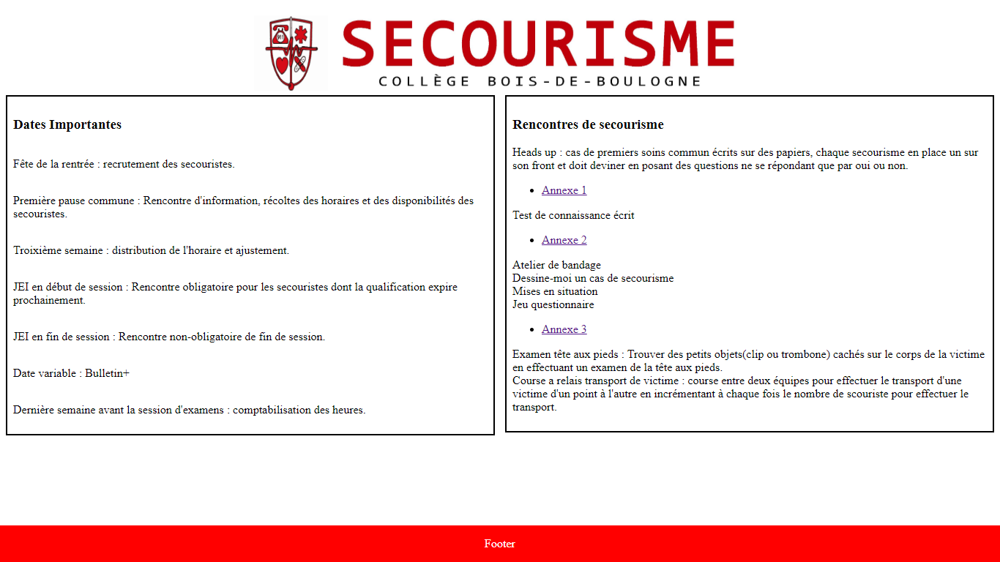 911
SECOURISME
COLLÈGE BOIS-DE-BOULOGNE
Dates Importantes
Fête de la rentrée : recrutement des secouristes.
Première pause commune : Rencontre d'information, récoltes des horaires et des disponibilités des
secouristes.
Troixième semaine : distribution de l'horaire et ajustement.
JEI en début de session : Rencontre obligatoire pour les secouristes dont la qualification expire
prochainement.
JEI en fin de session : Rencontre non-obligatoire de fin de session.
Date variable : Bulletin+
Dernière semaine avant la session d'examens : comptabilisation des heures.
Rencontres de secourisme
Heads up : cas de premiers soins commun écrits sur des papiers, chaque secourisme en place un sur
son front et doit deviner en posant des questions ne se répondant que par oui ou non.
• Annexe 1
Test de connaissance écrit
• Annexe 2
Atelier de bandage
Dessine-moi un cas de secourisme
Mises en situation
Jeu questionnaire
• Annexe 3
Examen tête aux pieds : Trouver des petits objets(clip ou trombone) cachés sur le corps de la victime
en effectuant un examen de la tête aux pieds.
Course a relais transport de victime : course entre deux équipes pour effectuer le transport d'une
victime d'un point à l'autre en incrémentant à chaque fois le nombre de scouriste pour effectuer le
transport.
Footer